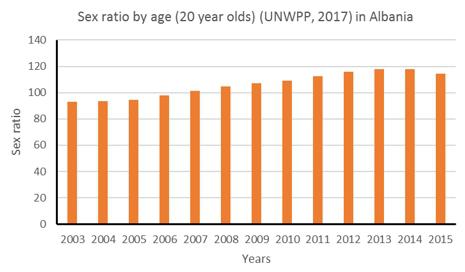 Sex ratio by age (20 year olds) (UNWPP, 2017) in Albania
140
120
100
80
60
40
20
0
Sex ratio
2003 2004 2005 2006 2007 2008 2009 2010 2011 2012 2013 2014 2015
Years